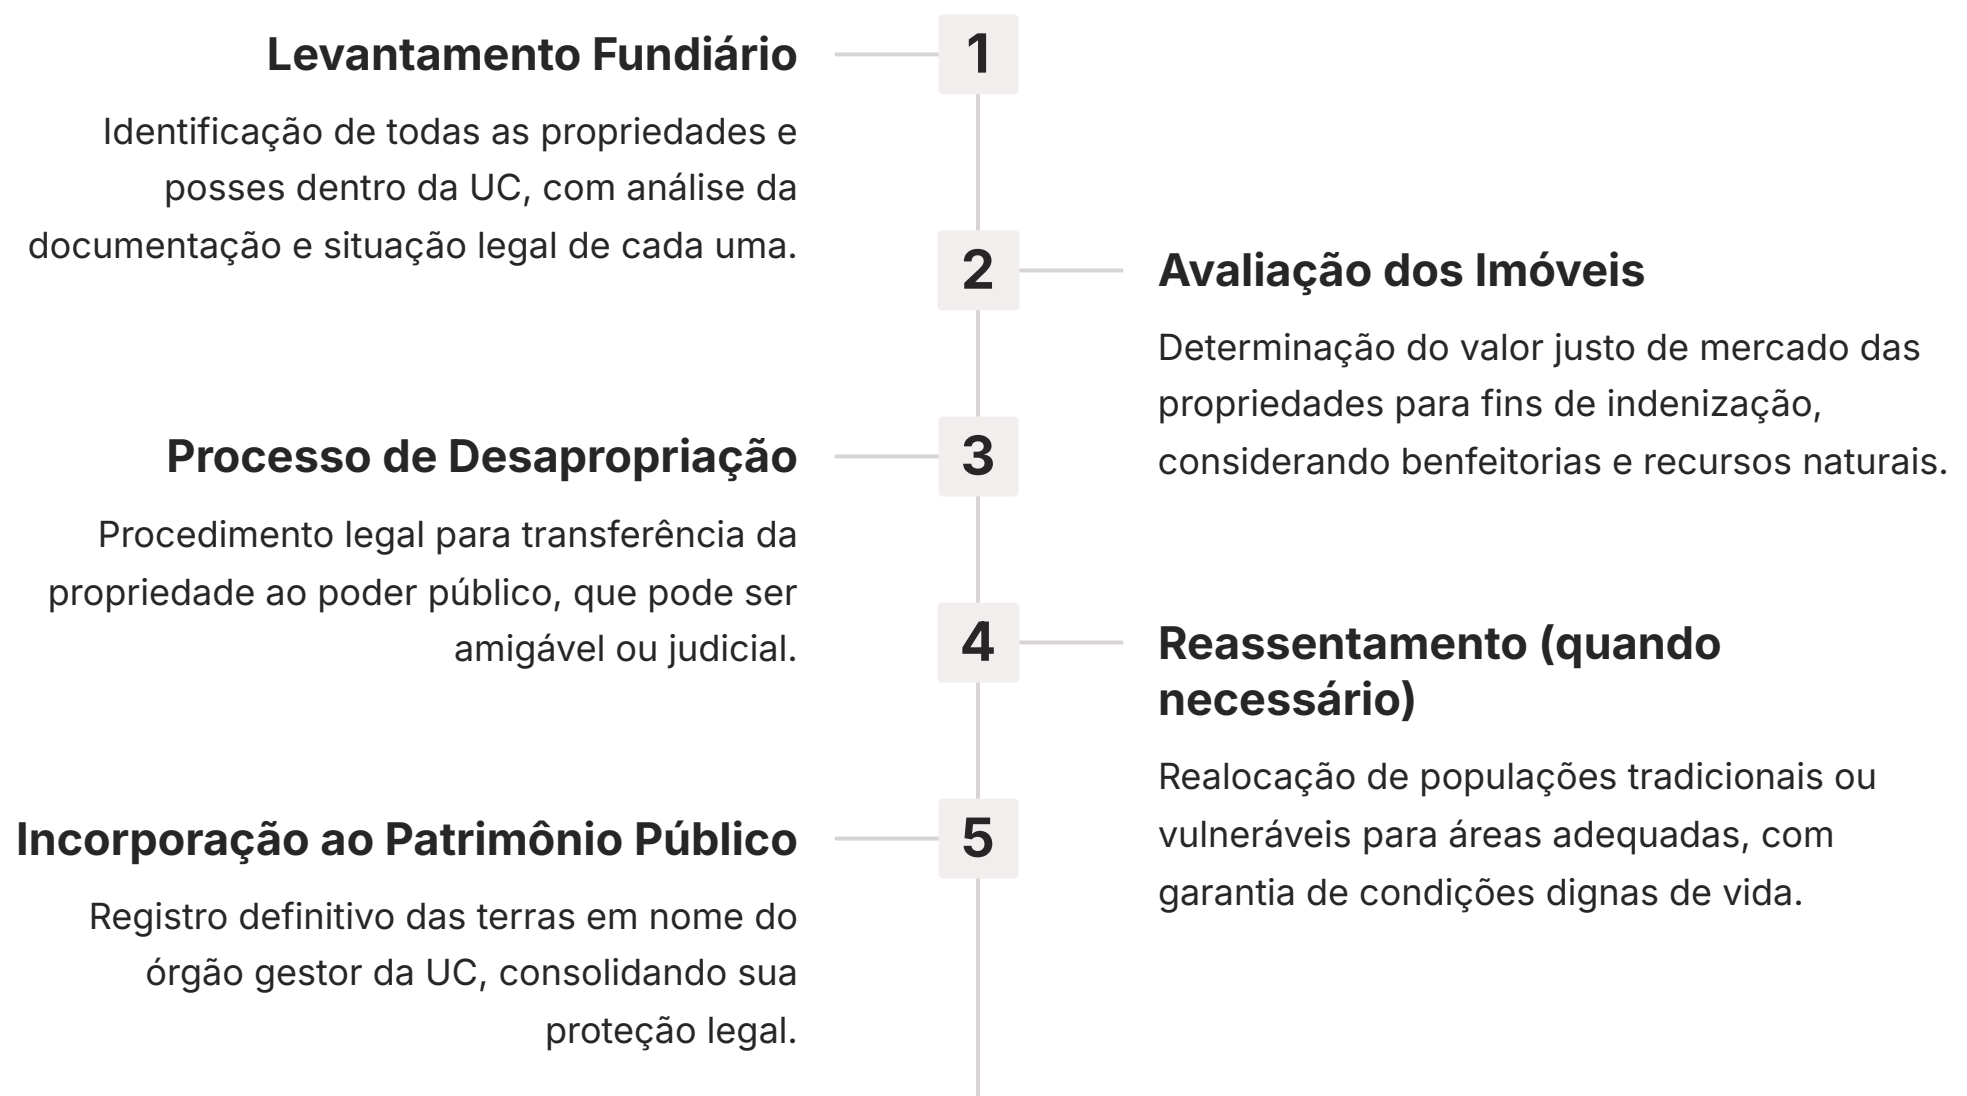 1
Levantamento Fundiário
Identificação de todas as propriedades e
posses dentro da UC, com análise da
documentação e situação legal de cada uma.
2
Avaliação dos Imóveis
Determinação do valor justo de mercado das
propriedades para fins de indenização,
considerando benfeitorias e recursos naturais.
3
Processo de Desapropriação
Procedimento legal para transferência da
propriedade ao poder público, que pode ser
amigável ou judicial.
4
Reassentamento (quando
necessário)
Realocação de populações tradicionais ou
vulneráveis para áreas adequadas, com
garantia de condições dignas de vida.
5
Incorporação ao Patrimônio Público
Registro definitivo das terras em nome do
órgão gestor da UC, consolidando sua
proteção legal.